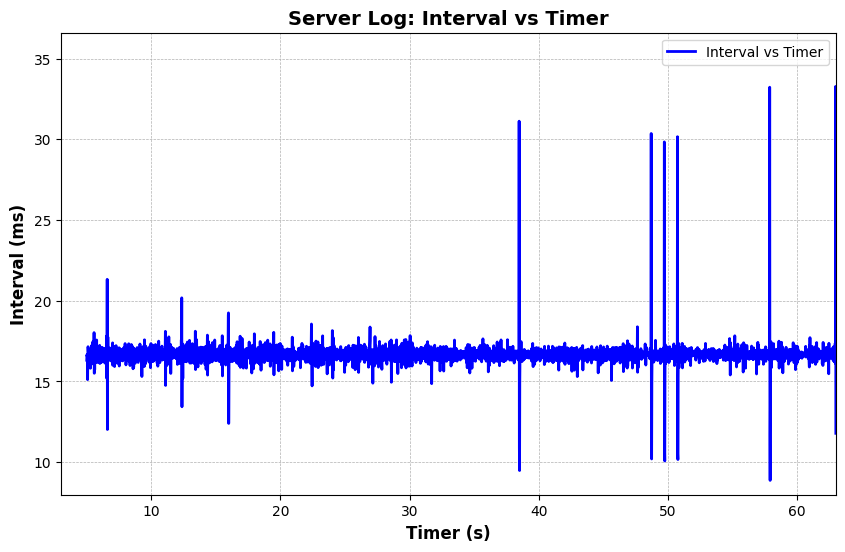 Server Log: Interval vs Timer
Interval vs Timer
35
30
25
20
15
10
Interval (ms)
10 20 30 40 50 60
Timer (s)